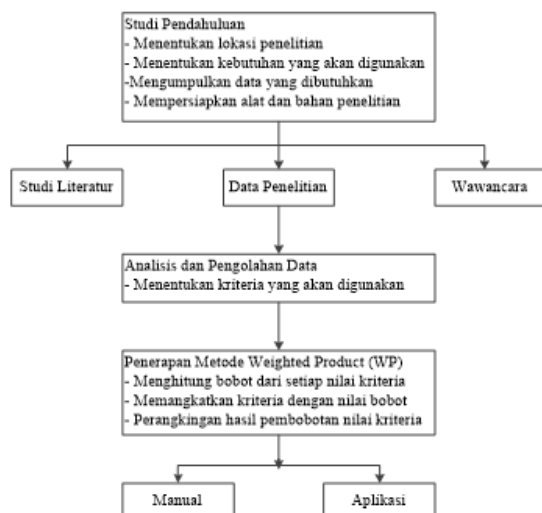 Studi Pendahuluan
- Menentukan lokasi penelitian
- Menentukan kebutuhan yang akan digunakan
-Mengumpulkan data yang dibutuhkan
- Mempersiapkan alat dan bahan penelitian
Studi Literatur
Data Penelitian
Wawancara
Analisis dan Pengolahan Data
- Menentukan kriteria yang akan digunakan
Penerapan Metode Weighted Product (WP)
- Menghitung bobot dari setiap nilai kriteria
- Memangkatkan kriteria dengan nilai bobot
- Perangkingan hasil pembobotan nilai kriteria
Manual
Aplikasi